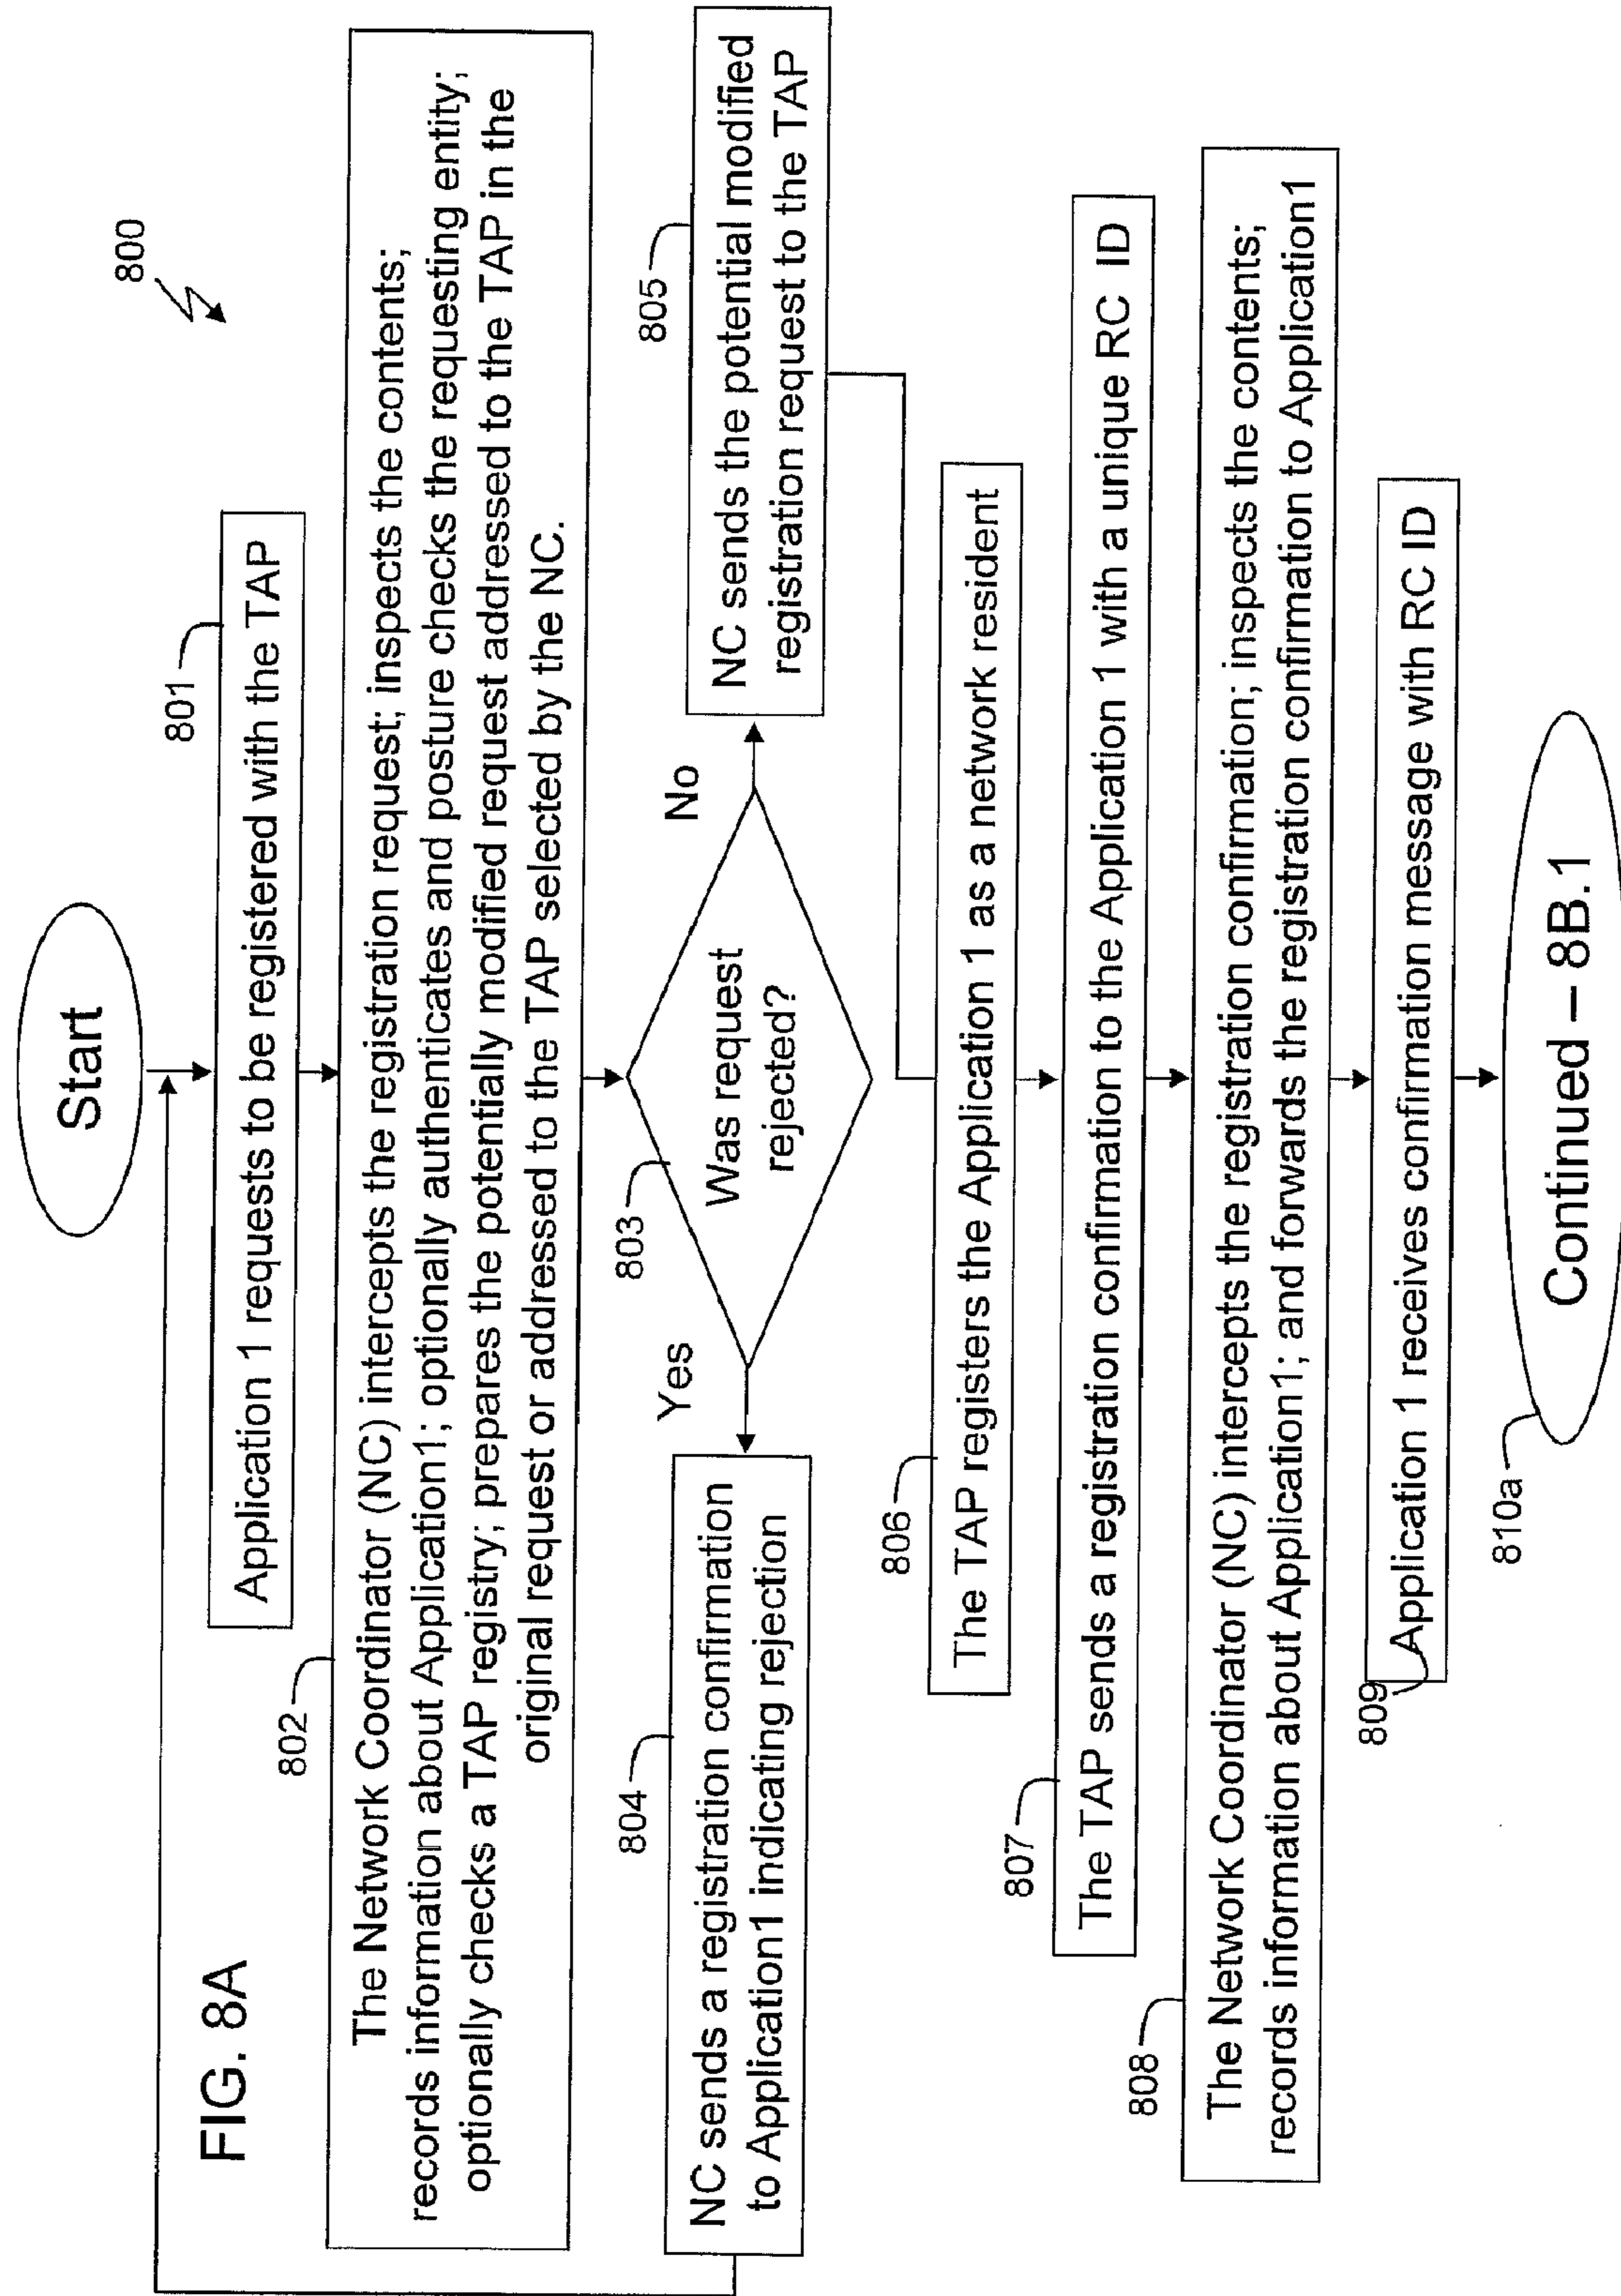 FIG. 8A
800
Start
801
Application 1 requests to be registered with the TAP
802
The Network Coordinator (NC) intercepts the registration request; inspects the contents;
records information about Application1; optionally authenticates and posture checks the requesting entity;
optionally checks a TAP registry; prepares the potentially modified request addressed to the TAP in the
original request or addressed to the TAP selected by the NC.
803
Was request
rejected?
Yes
No
804
NC sends a registration confirmation
to Application1 indicating rejection
805
NC sends the potential modified
registration request to the TAP
806
The TAP registers the Application 1 as a network resident
807
The TAP sends a registration confirmation to the Application 1 with a unique RC ID
808
The Network Coordinator (NC) intercepts the registration confirmation; inspects the contents;
records information about Application1; and forwards the registration confirmation to Application1
809
Application 1 receives confirmation message with RC ID
810a
Continued – 8B.1